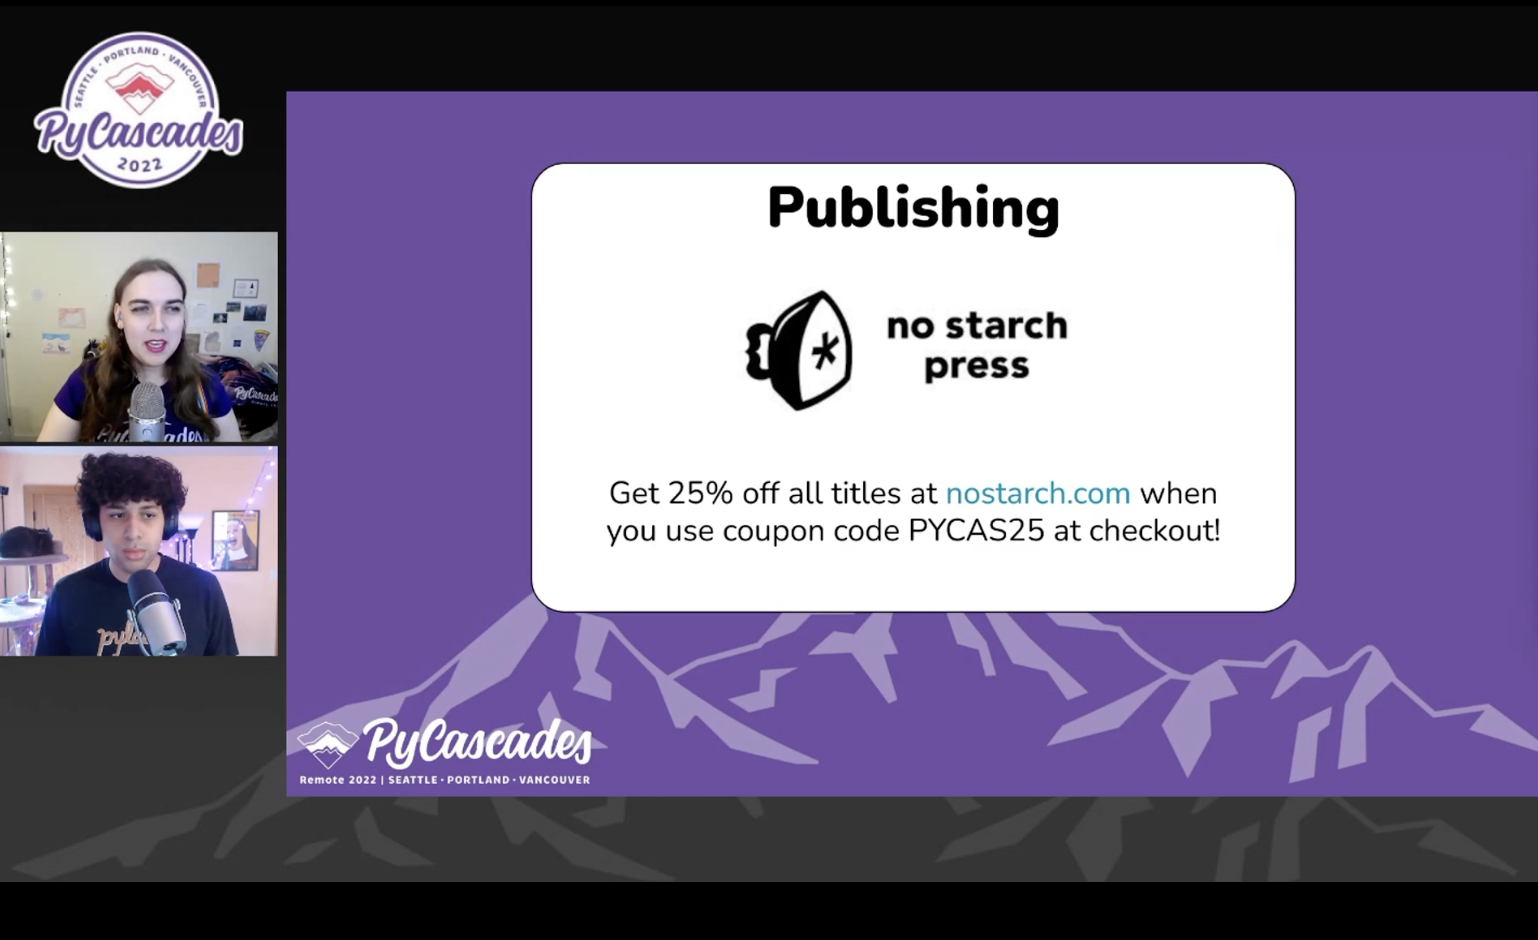 SEATTLE · PORTLAND · VANCOUVER
PyCascades
2022
Publishing
no starch
press
Get 25% off all titles at nostarch.com when
you use coupon code PYCAS25 at checkout!
PyCascades
PyCascades
Remote 2022 | SEATTLE · PORTLAND · VANCOUVER